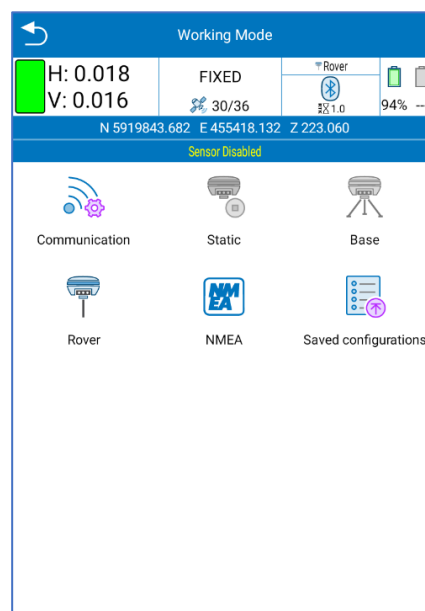 Working Mode
H: 0.018
V: 0.016
FIXED
30/36
Rover
1.0
94%
--
N 5919843.682 E 455418.132 Z 223.060
Sensor Disabled
Communication
Static
Base
Rover
NMEA
NMEA
Saved configurations